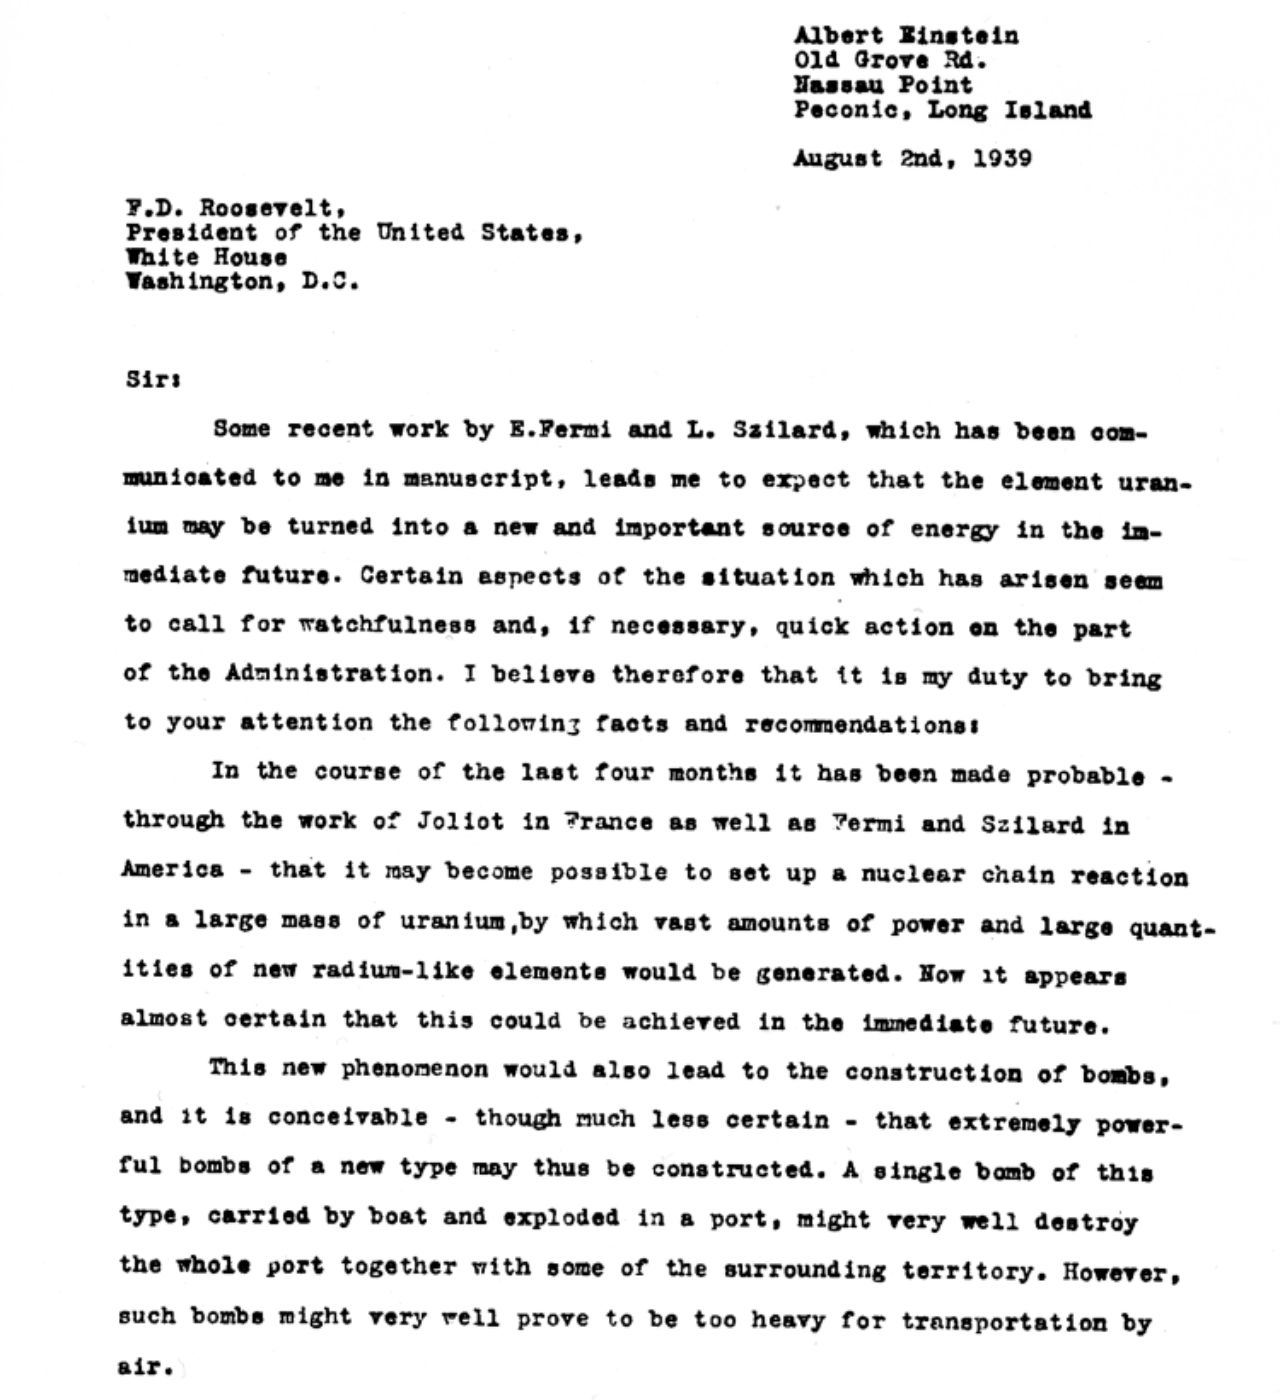 Albert Einstein
Old Grove Rd.
Nassau Point
Peconic, Long Island
August 2nd, 1939
F.D. Roosevelt,
President of the United States,
White House
Washington, D.C.
Sir:
Some recent work by E.Fermi and L. Szilard, which has been com-
municated to me in manuscript, leads me to expect that the element uran-
ium may be turned into a new and important source of energy in the im-
mediate future. Certain aspects of the situation which has arisen seem
to call for watchfulness and, if necessary, quick action on the part
of the Administration. I believe therefore that it is my duty to bring
to your attention the following facts and recommendations:
In the course of the last four months it has been made probable -
through the work of Joliot in France as well as Fermi and Szilard in
America - that it may become possible to set up a nuclear chain reaction
in a large mass of uranium,by which vast amounts of power and large quant-
ities of new radium-like elements would be generated. Now it appears
almost certain that this could be achieved in the immediate future.
This new phenomenon would also lead to the construction of bombs,
and it is conceivable - though much less certain - that extremely power-
ful bombs of a new type may thus be constructed. A single bomb of this
type, carried by boat and exploded in a port, might very well destroy
the whole port together with some of the surrounding territory. However,
such bombs might very well prove to be too heavy for transportation by
air.